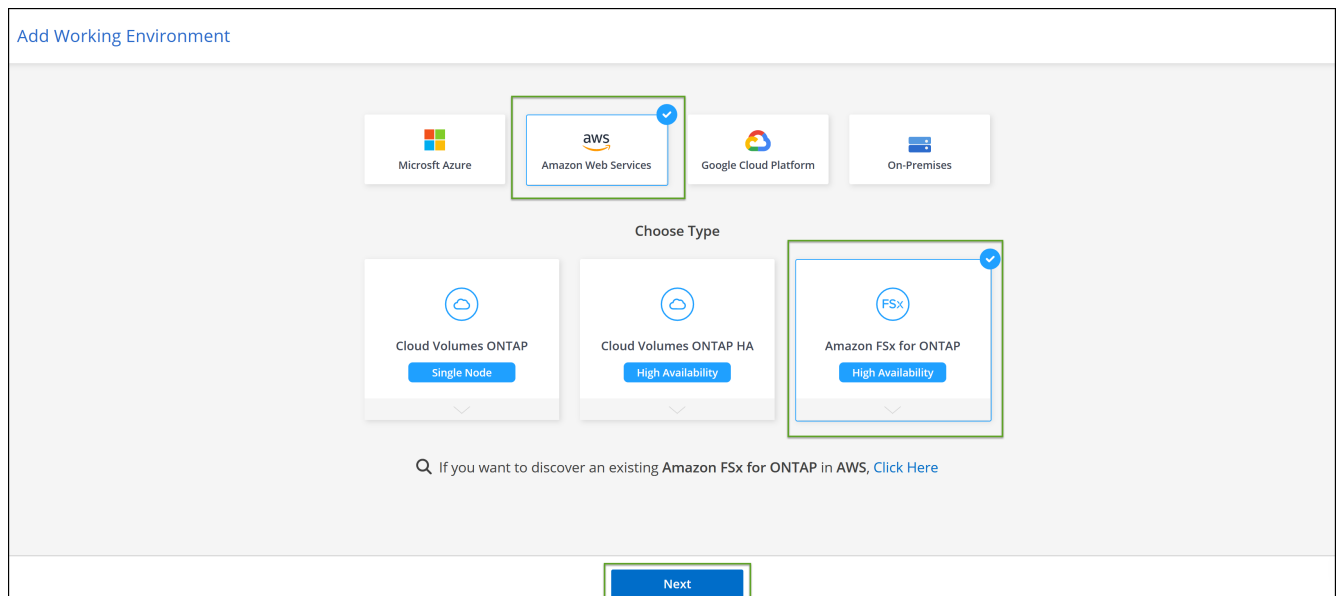 Add Working Environment
aws
Microsft Azure
Amazon Web Services
Google Cloud Platform
On-Premises
Choose Type
FSx
Cloud Volumes ONTAP
Cloud Volumes ONTAP HA
Amazon FSx for ONTAP
Single Node
High Availability
High Availability
If you want to discover an existing Amazon FSx for ONTAP in AWS, Click Here
Next